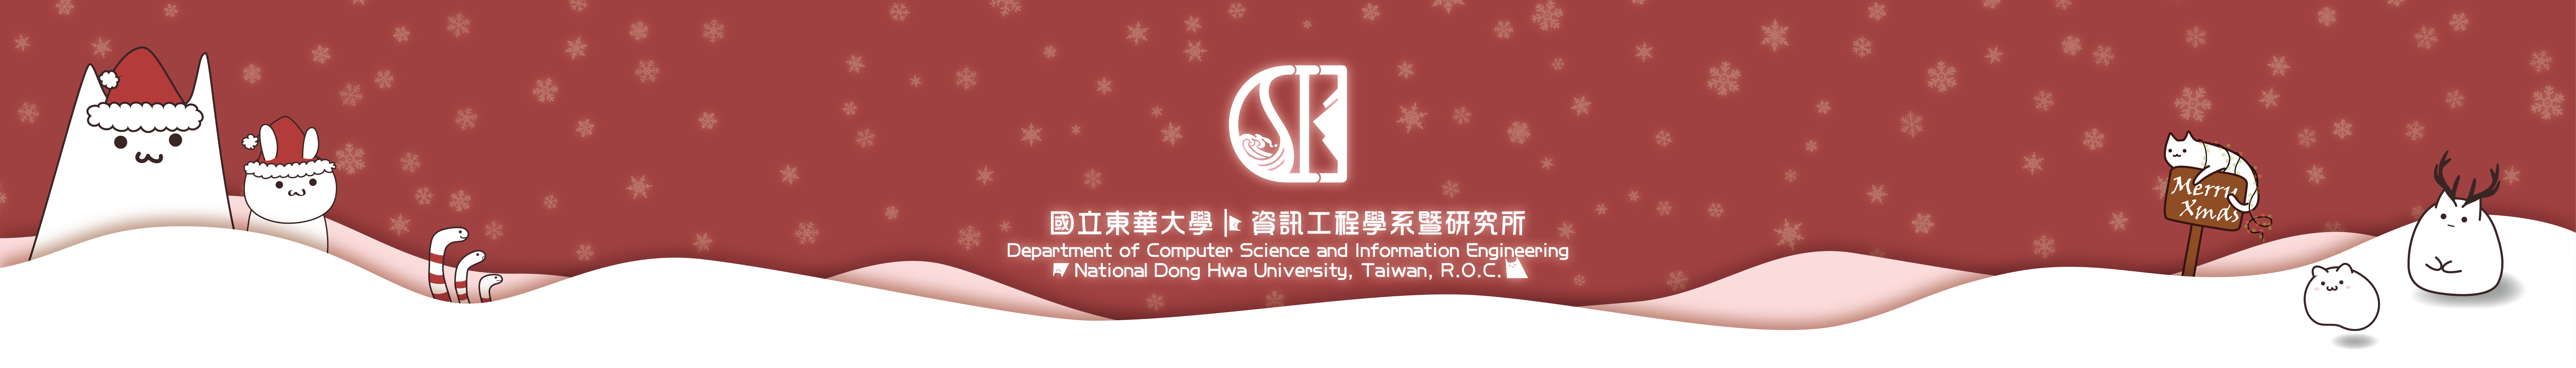 國立東華大學 資訊工程學系暨研究所
Department of Computer Science and Information Engineering
National Dong Hwa University, Taiwan, R.O.C.
Merry
Xmas